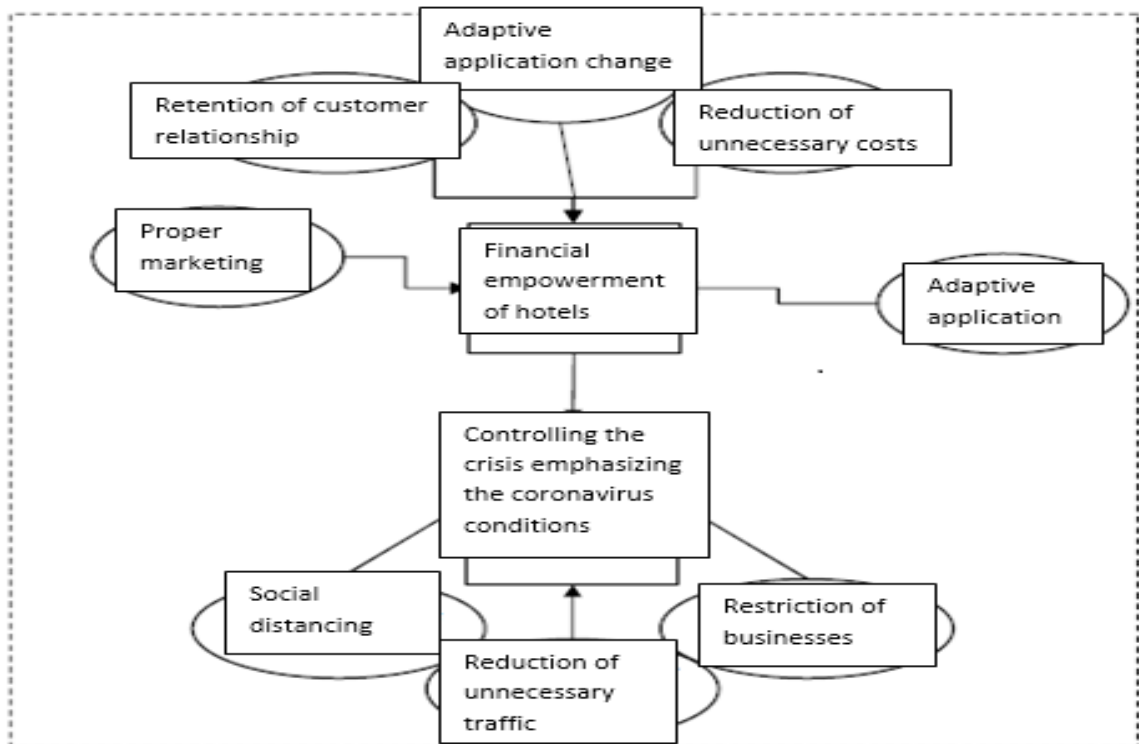 Adaptive
application change
Retention of customer
relationship
Reduction of
unnecessary costs
Proper
marketing
Financial
empowerment
of hotels
Adaptive
application
Controlling the
crisis emphasizing
the coronavirus
conditions
Social
distancing
Restriction of
businesses
Reduction of
unnecessary
traffic